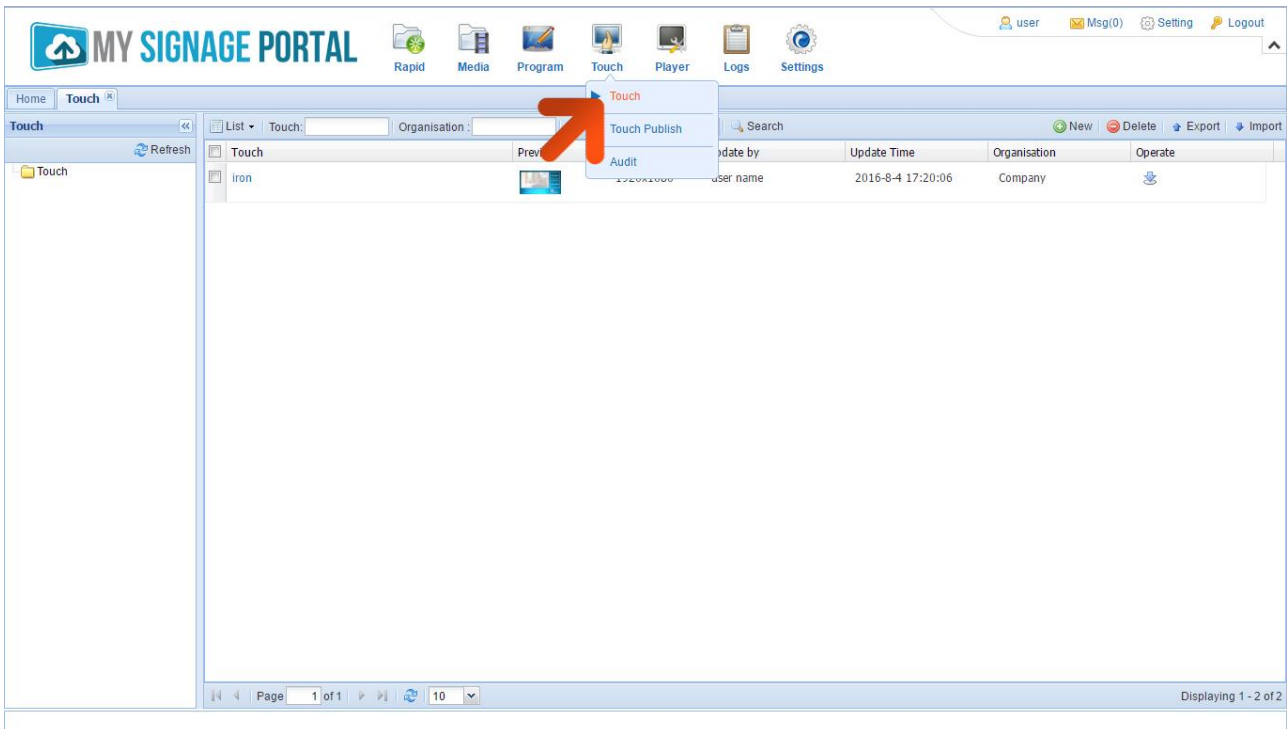 MY SIGNAGE PORTAL
Rapid Media Program Touch Player Logs Settings
user Msg(0) Setting Logout
Home Touch
Touch
Touch Publish
Audit
Touch
Refresh
Touch
List Touch: Organisation : Search New Delete Export Import
Touch Update Time Organisation Operate
iron user name 2016-8-4 17:20:06 Company
Page 1 of 1 10 Displaying 1 - 2 of 2